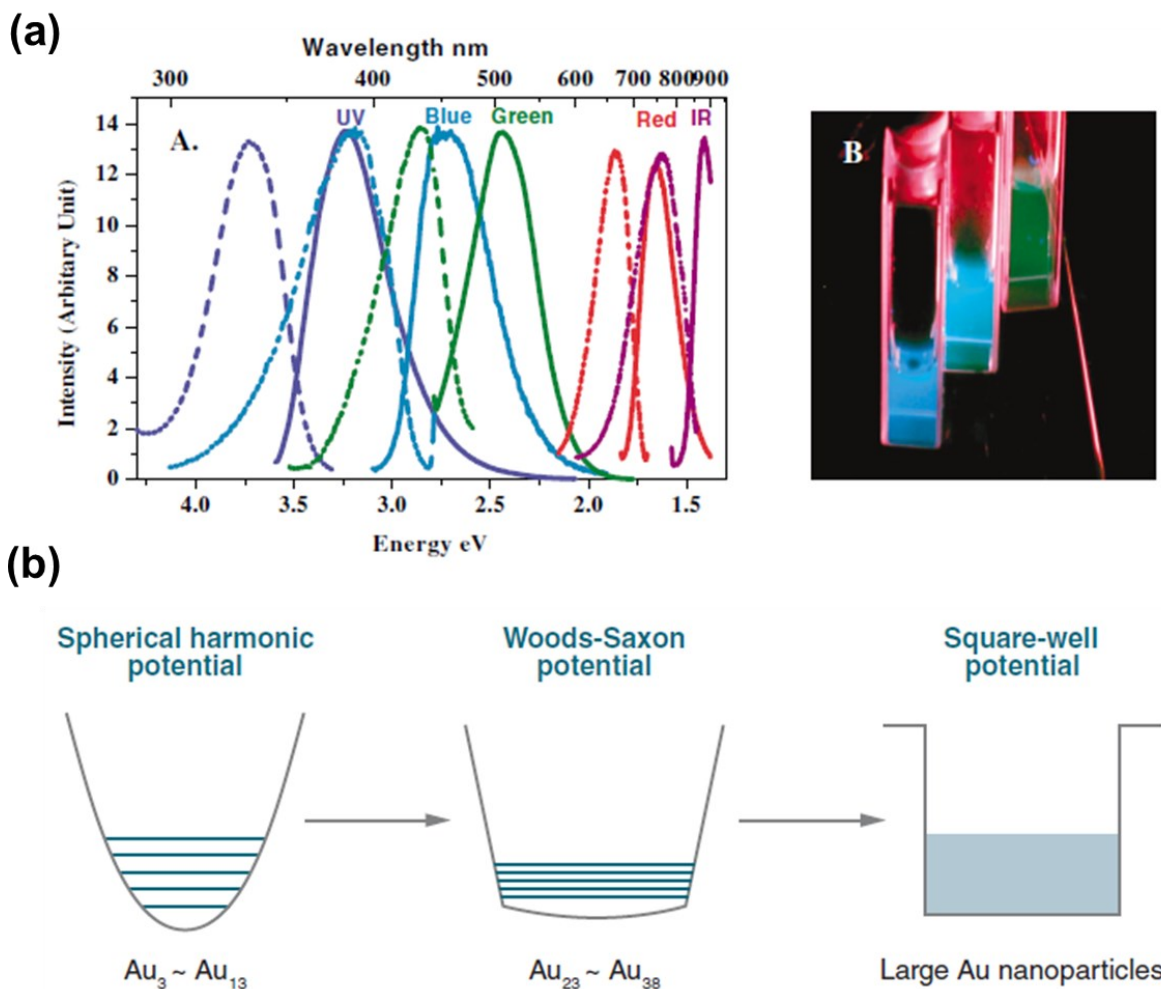 (a)
Wavelength nm
300 400 500 600 700 800 900
14
12
10
8
6
4
2
0
Intensity (Arbitary Unit)
A.
UV Blue Green Red IR
4.0 3.5 3.0 2.5 2.0 1.5
Energy eV
B
(b)
Spherical harmonic
potential
Woods-Saxon
potential
Square-well
potential
Au₃ ~ Au₁₃
Au₂₃ ~ Au₃₈
Large Au nanoparticles